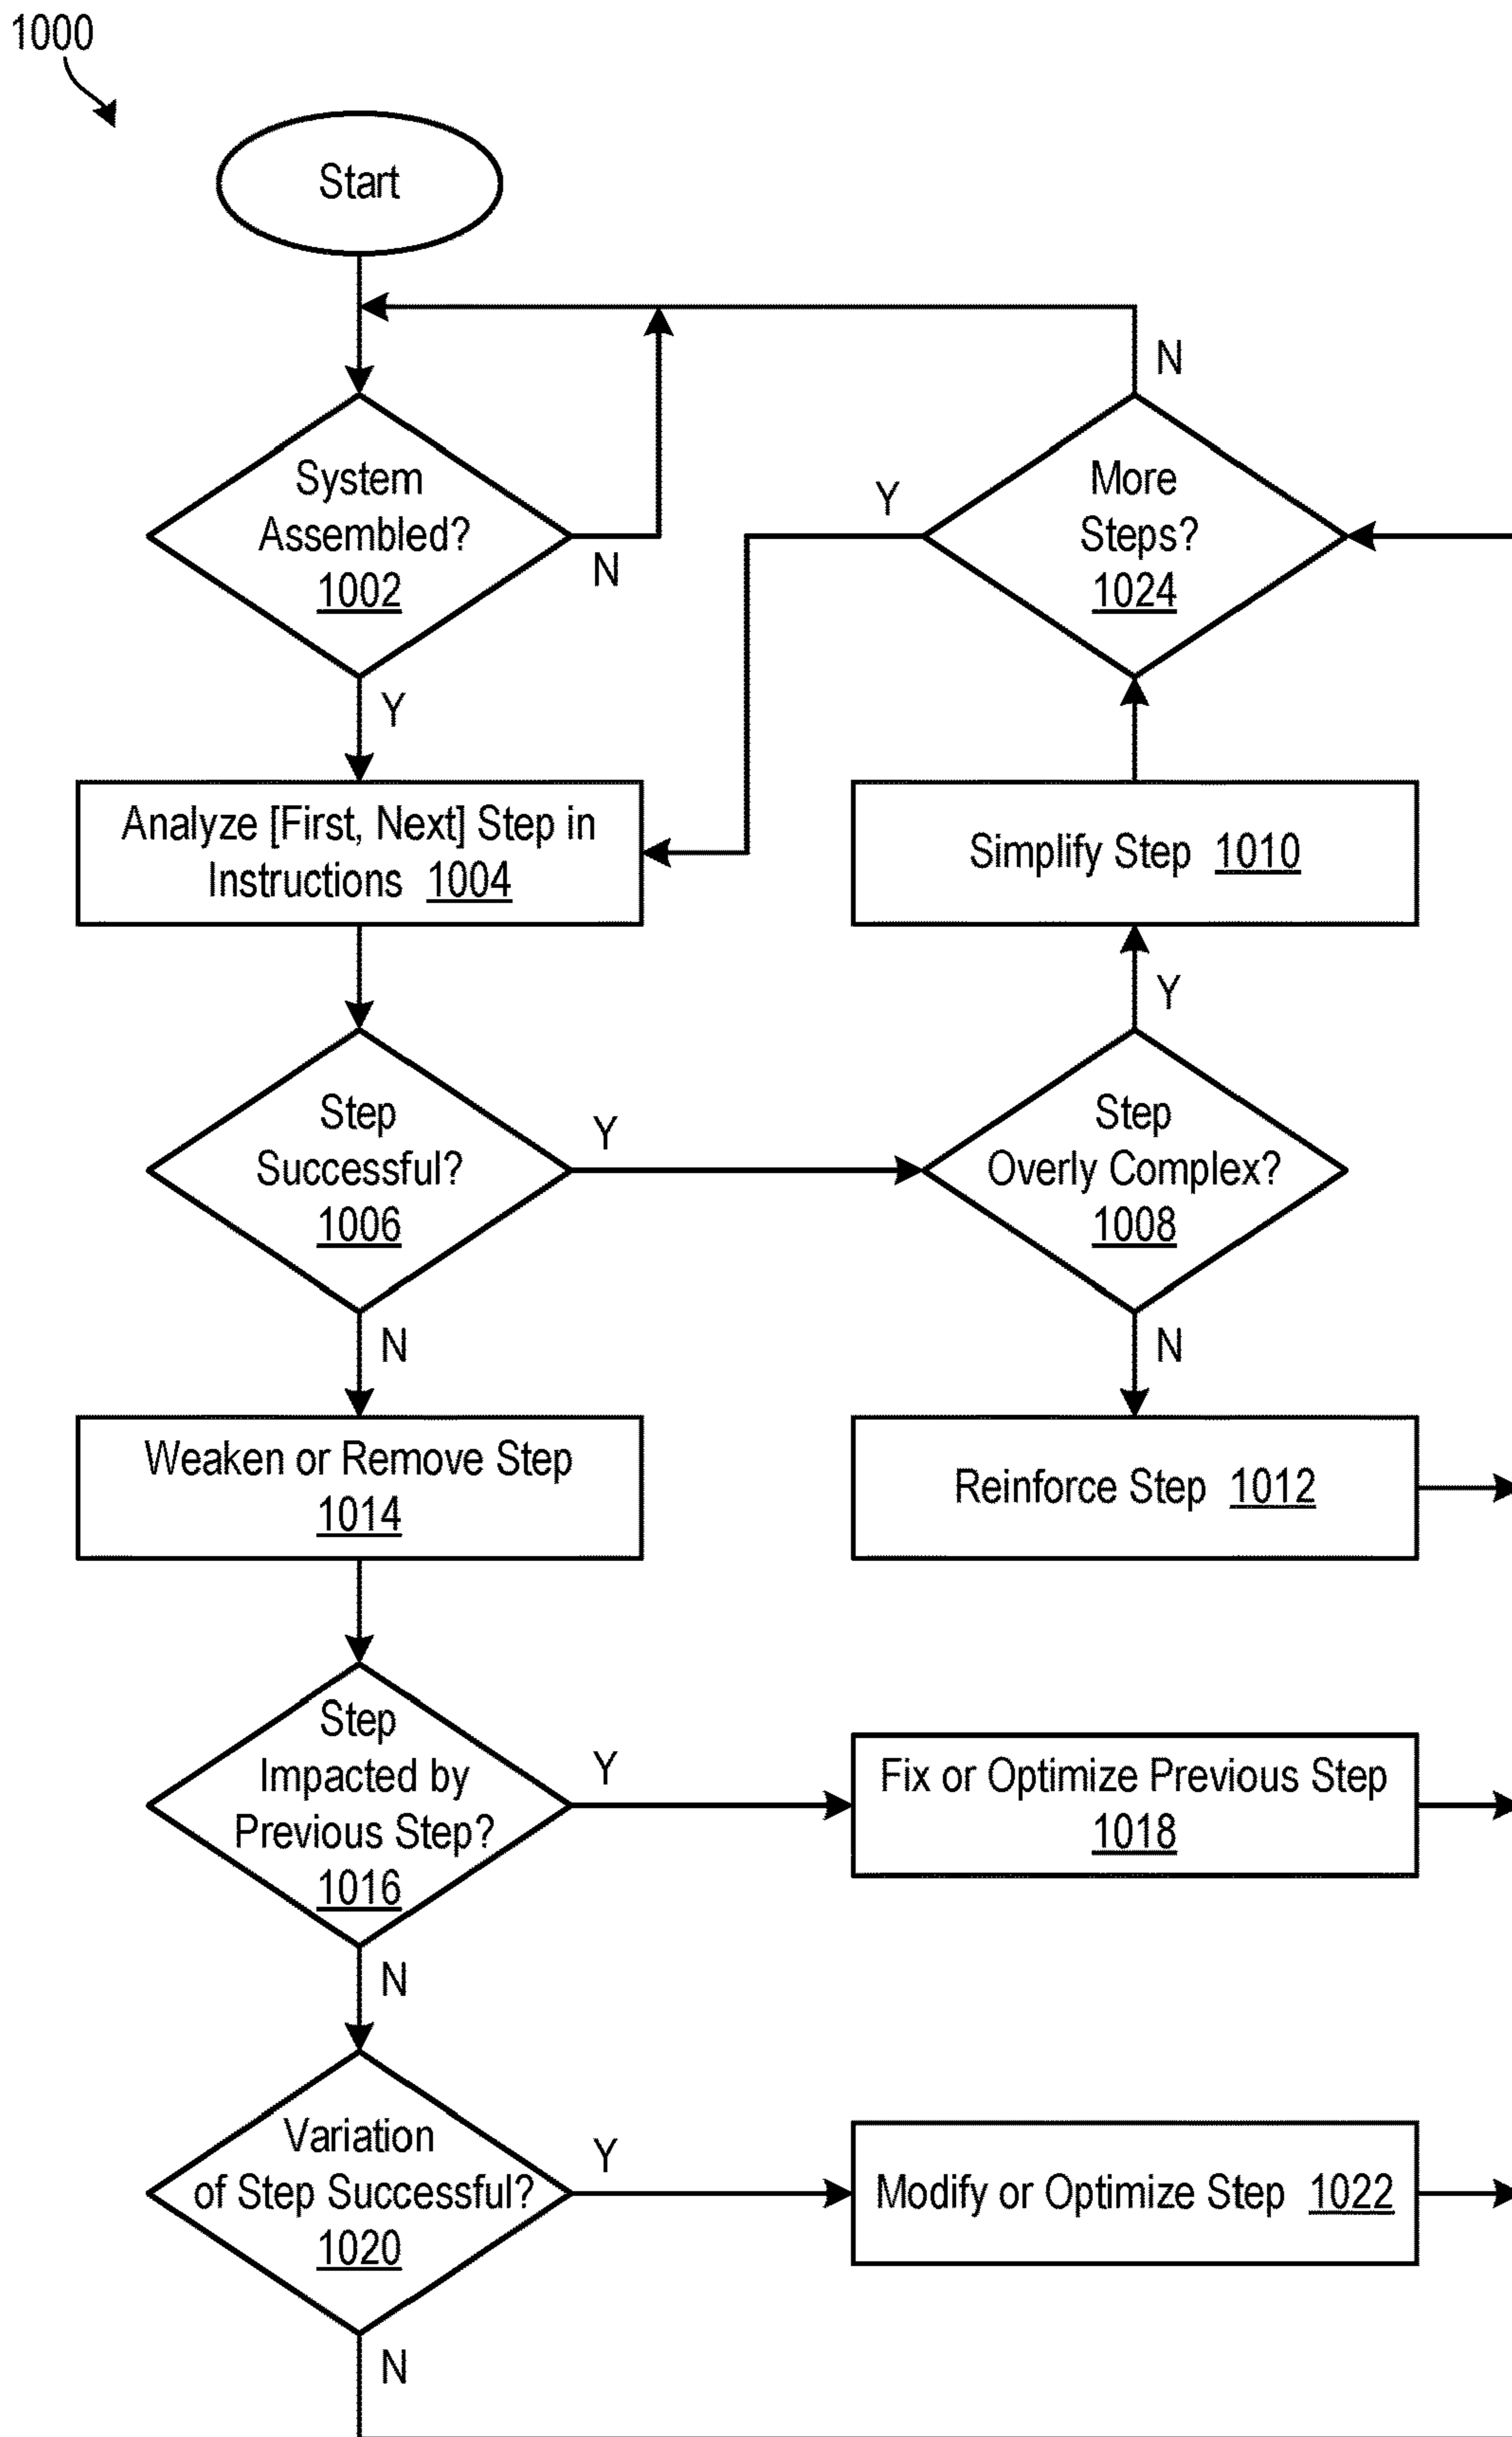 1000
Start
N
System
Assembled?
1002
N
Y
More
Steps?
1024
Y
Analyze [First, Next] Step in
Instructions 1004
Simplify Step 1010
Y
Step
Successful?
1006
Y
Step
Overly Complex?
1008
N
N
Weaken or Remove Step
1014
Reinforce Step 1012
Step
Impacted by
Previous Step?
1016
Y
Fix or Optimize Previous Step
1018
N
Variation
of Step Successful?
1020
Y
Modify or Optimize Step 1022
N